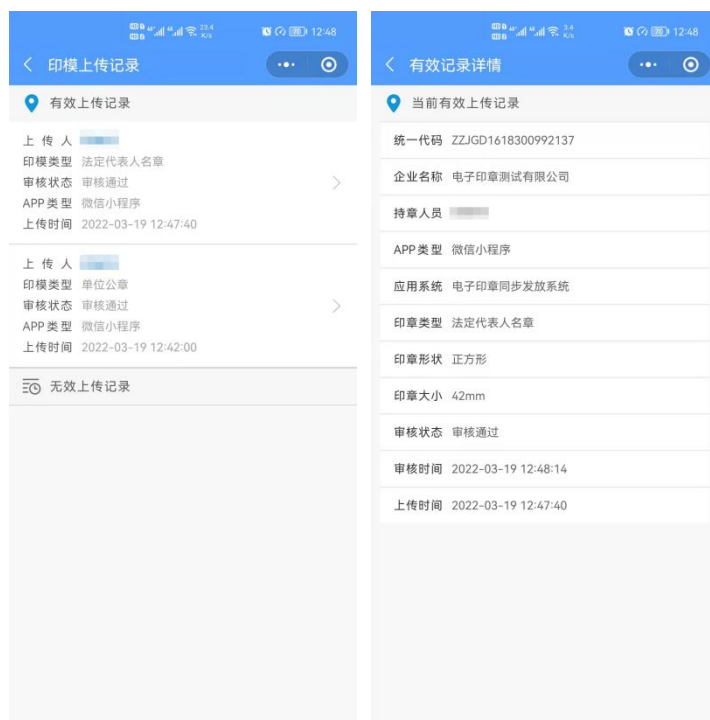 23.4
K/s
12:48
印模上传记录
有效上传记录
上 传 人
印模类型 法定代表人名章
审核状态 审核通过
APP 类型 微信小程序
上传时间 2022-03-19 12:47:40
上 传 人
印模类型 单位公章
审核状态 审核通过
APP 类型 微信小程序
上传时间 2022-03-19 12:42:00
无效上传记录
3.4
K/s
12:48
有效记录详情
当前有效上传记录
统一代码 ZZJGD1618300992137
企业名称 电子印章测试有限公司
持章人员
APP类型 微信小程序
应用系统 电子印章同步发放系统
印章类型 法定代表人名章
印章形状 正方形
印章大小 42mm
审核状态 审核通过
审核时间 2022-03-19 12:48:14
上传时间 2022-03-19 12:47:40